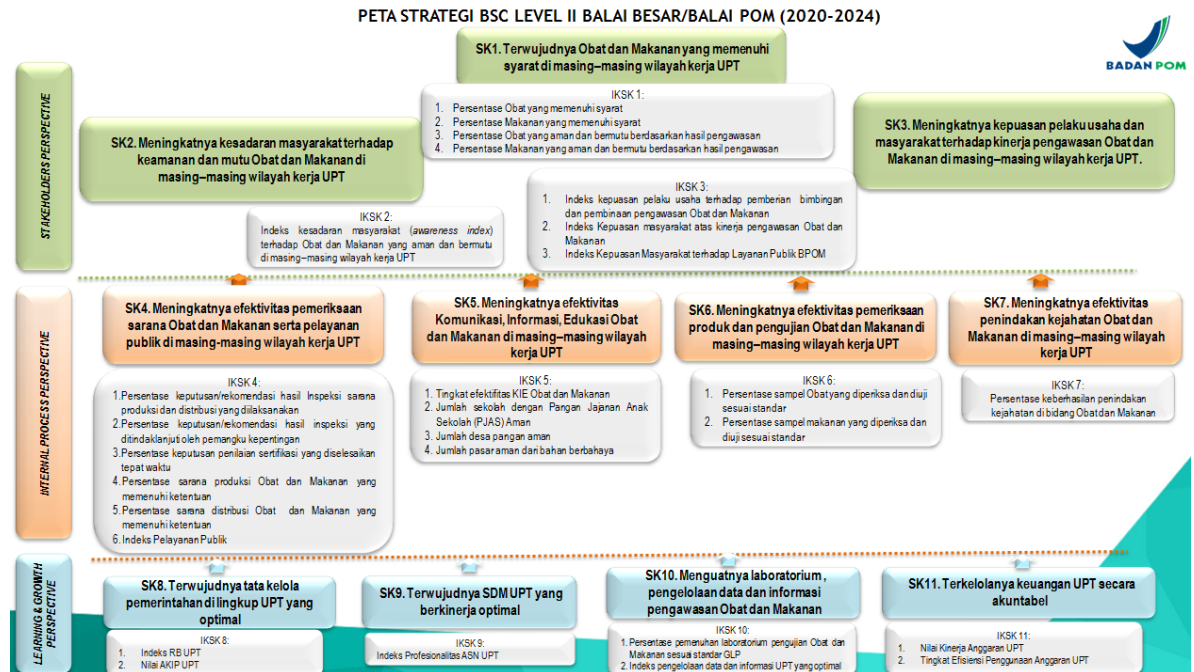 PETA STRATEGI BSC LEVEL II BALAI BESAR/BALAI POM (2020-2024)
BADAN POM
STAKEHOLDERS PERSPECTIVE
SK1. Terwujudnya Obat dan Makanan yang memenuhi
syarat di masing–masing wilayah kerja UPT
IKSK 1:
1. Persentase Obat yang memenuhi syarat
2. Persentase Makanan yang memenuhi syarat
3. Persentase Obat yang aman dan bermutu berdasarkan hasil pengawasan
4. Persentase Makanan yang aman dan bermutu berdasarkan hasil pengawasan
SK2. Meningkatnya kesadaran masyarakat terhadap
keamanan dan mutu Obat dan Makanan di
masing–masing wilayah kerja UPT
IKSK 2:
Indeks kesadaran masyarakat (awareness index)
terhadap Obat dan Makanan yang aman dan bermutu
di masing–masing wilayah kerja UPT
SK3. Meningkatnya kepuasan pelaku usaha dan
masyarakat terhadap kinerja pengawasan Obat dan
Makanan di masing–masing wilayah kerja UPT.
IKSK 3:
1. Indeks kepuasan pelaku usaha terhadap pemberian bimbingan
dan pembinaan pengawasan Obat dan Makanan
2. Indeks Kepuasan masyarakat atas kinerja pengawasan Obat dan
Makanan
3. Indeks Kepuasan Masyarakat terhadap Layanan Publik BPOM
INTERNAL PROCESS PERSPECTIVE
SK4. Meningkatnya efektivitas pemeriksaan
sarana Obat dan Makanan serta pelayanan
publik di masing-masing wilayah kerja UPT
IKSK 4:
1.Persentase keputusan/rekomendasi hasil Inspeksi sarana
produksi dan distribusi yang dilaksanakan
2.Persentase keputusan/rekomendasi hasil inspeksi yang
ditindaklanjuti oleh pemangku kepentingan
3.Persentase keputusan penilaian sertifikasi yang diselesaikan
tepat waktu
4.Persentase sarana produksi Obat dan Makanan yang
memenuhi ketentuan
5.Persentase sarana distribusi Obat dan Makanan yang
memenuhi ketentuan
6.Indeks Pelayanan Publik
SK5. Meningkatnya efektivitas
Komunikasi, Informasi, Edukasi Obat
dan Makanan di masing–masing wilayah
kerja UPT
IKSK 5:
1.Tingkat efektifitas KIE Obat dan Makanan
2.Jumlah sekolah dengan Pangan Jajanan Anak
Sekolah (PJAS) Aman
3.Jumlah desa pangan aman
4.Jumlah pasar aman dari bahan berbahaya
SK6. Meningkatnya efektivitas pemeriksaan
produk dan pengujian Obat dan Makanan di
masing–masing wilayah kerja UPT
IKSK 6:
1. Persentase sampel Obat yang diperiksa dan diuji
sesuai standar
2. Persentase sampel makanan yang diperiksa dan
diuji sesuai standar
SK7. Meningkatnya efektivitas
penindakan kejahatan Obat dan
Makanan di masing–masing wilayah
kerja UPT
IKSK 7:
Persentase keberhasilan penindakan
kejahatan di bidang Obat dan Makanan
LEARNING & GROWTH
PERSPECTIVE
SK8. Terwujudnya tata kelola
pemerintahan di lingkup UPT yang
optimal
IKSK 8:
1. Indeks RB UPT
2. Nilai AKIP UPT
SK9. Terwujudnya SDM UPT yang
berkinerja optimal
IKSK 9:
Indeks Profesionalitas ASN UPT
SK10. Menguatnya laboratorium ,
pengelolaan data dan informasi
pengawasan Obat dan Makanan
IKSK 10:
1.Persentase pemenuhan laboratorium pengujian Obat dan
Makanan sesuai standar GLP
2.Indeks pengelolaan data dan informasi UPT yang optimal
SK11. Terkelolanya keuangan UPT secara
akuntabel
IKSK 11:
1. Nilai Kinerja Anggaran UPT
2. Tingkat Efisiensi Penggunaan Anggaran UPT